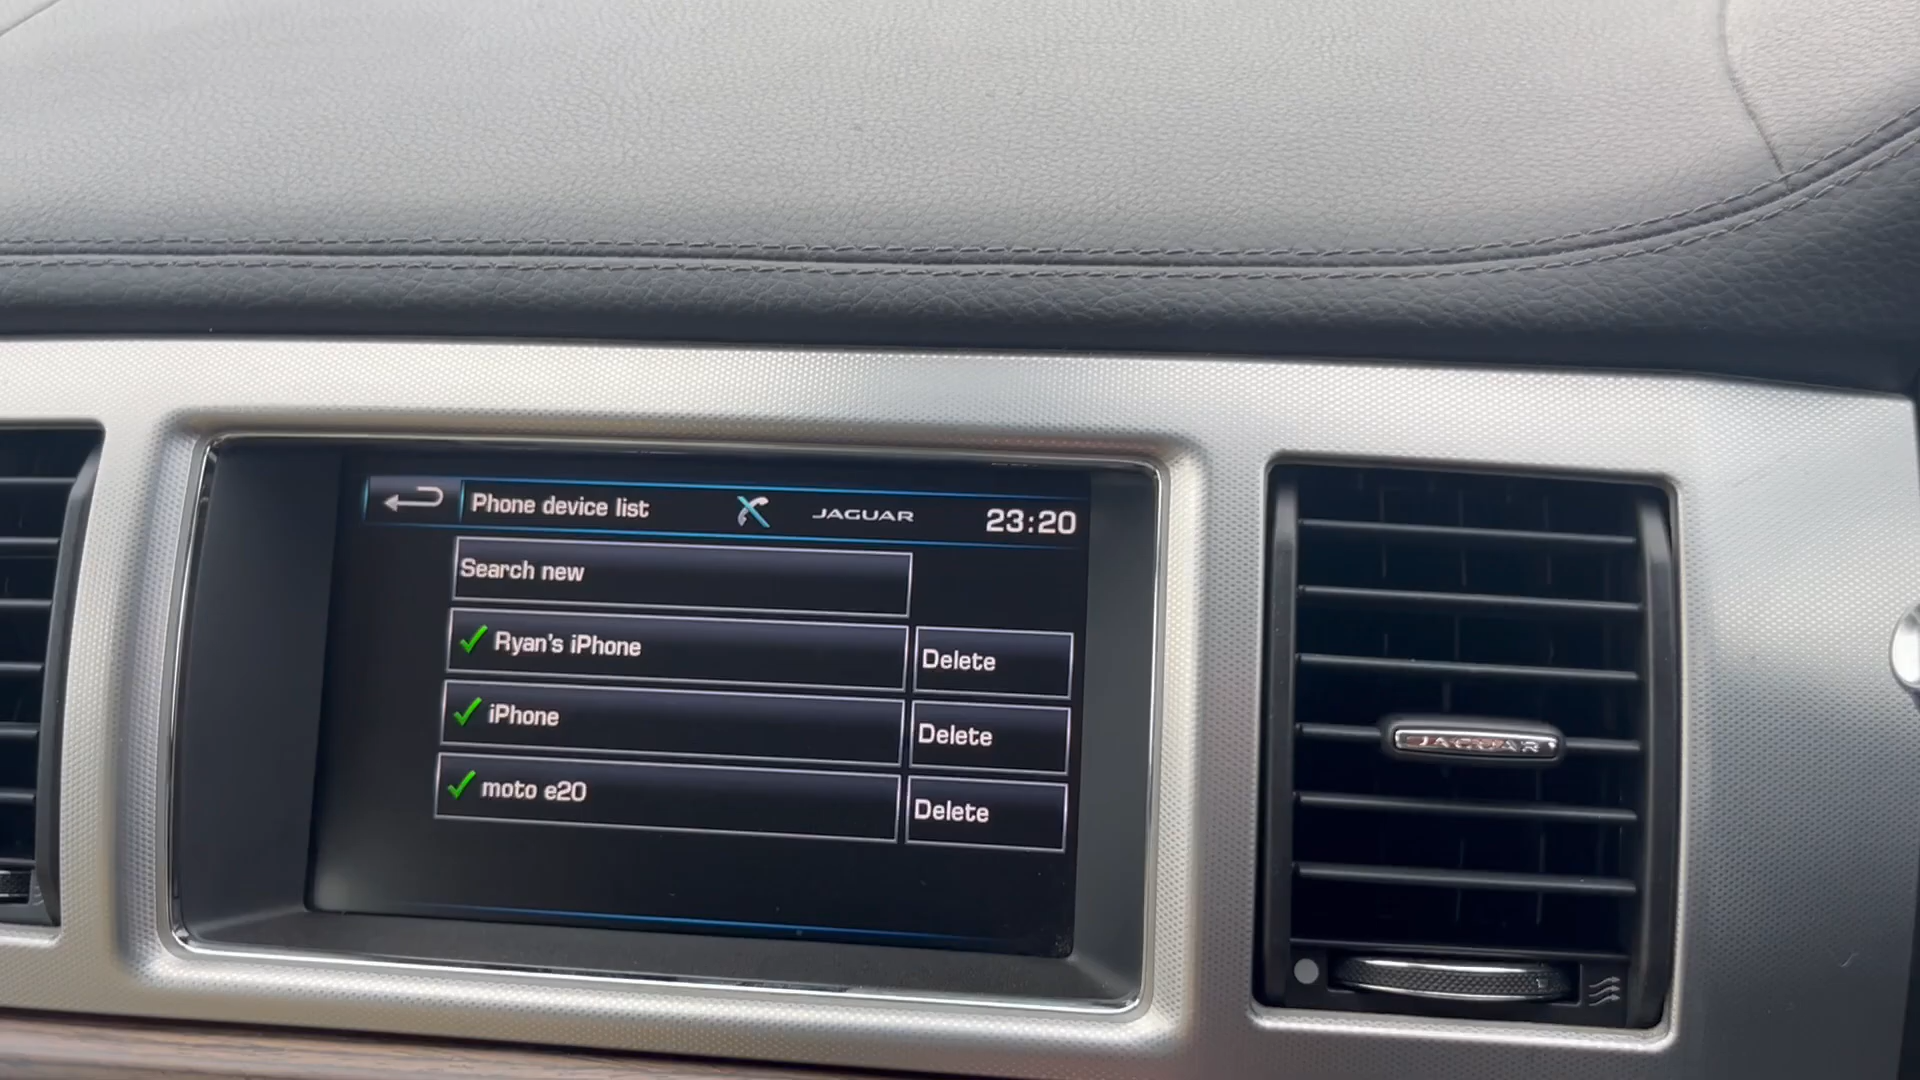 Phone device list
JAGUAR
23:20
Search new
Ryan's iPhone
Delete
iPhone
Delete
moto e20
Delete
JAGUAR